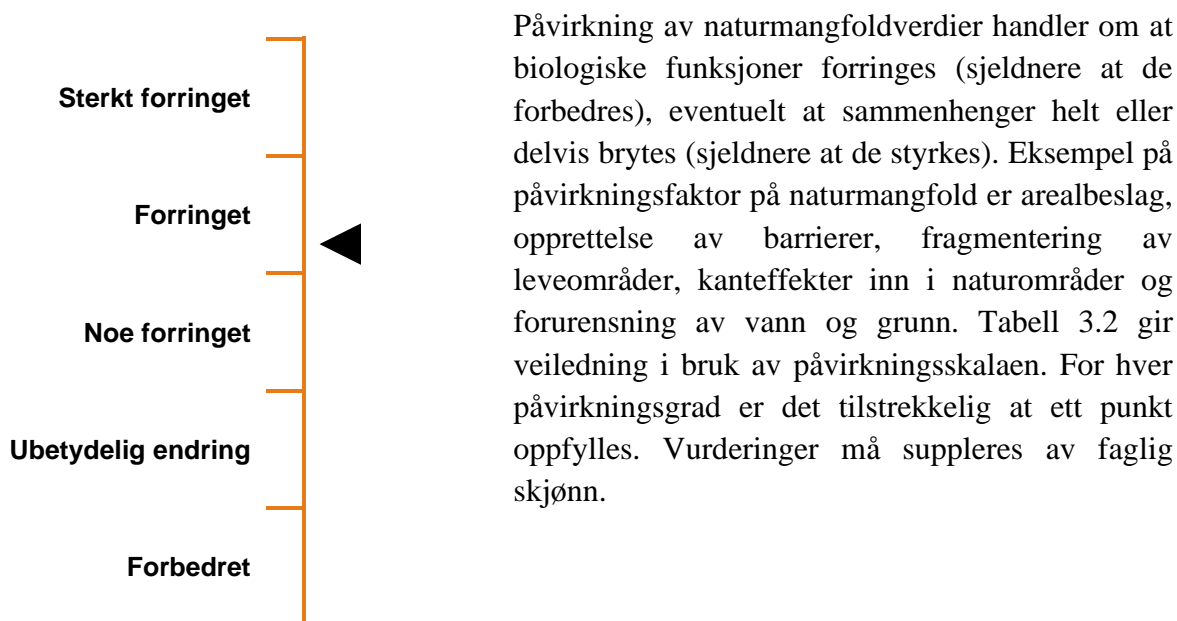 Sterkt forringet
Forringet
Noe forringet
Ubetydelig endring
Forbedret
Påvirkning av naturmangfoldverdier handler om at
biologiske funksjoner forringes (sjeldnere at de
forbedres), eventuelt at sammenhenger helt eller
delvis brytes (sjeldnere at de styrkes). Eksempel på
påvirkningsfaktor på naturmangfold er arealbeslag,
opprettelse av barrierer, fragmentering av
leveområder, kanteffekter inn i naturområder og
forurensning av vann og grunn. Tabell 3.2 gir
veiledning i bruk av påvirkningsskalaen. For hver
påvirkningsgrad er det tilstrekkelig at ett punkt
oppfylles. Vurderinger må suppleres av faglig
skjønn.